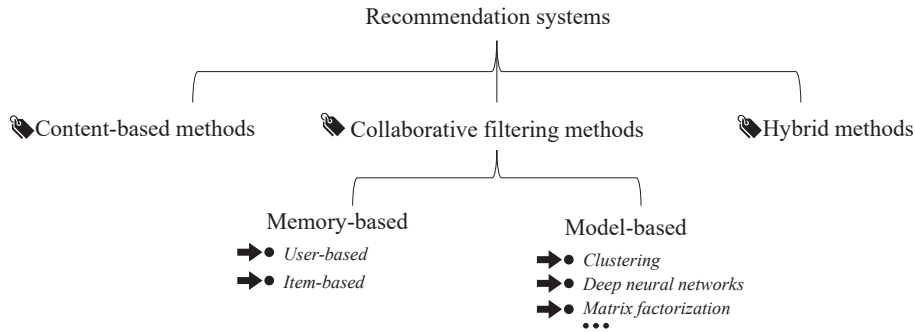 Recommendation systems
Content-based methods
Collaborative filtering methods
Hybrid methods
Memory-based
User-based
Item-based
Model-based
Clustering
Deep neural networks
Matrix factorization
...